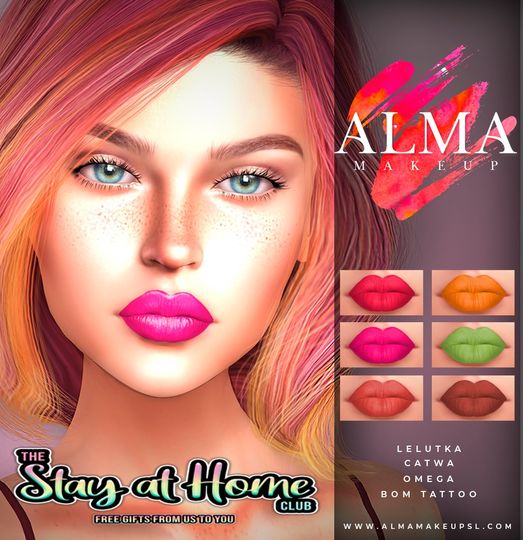 ALMA
MAKEUP
LELUTKA
CATWA
OMEGA
BOM TATTOO
WWW.ALMAMAKEUPSL.COM
THE
Stay at Home
CLUB
FREE GIFTS FROM US TO YOU